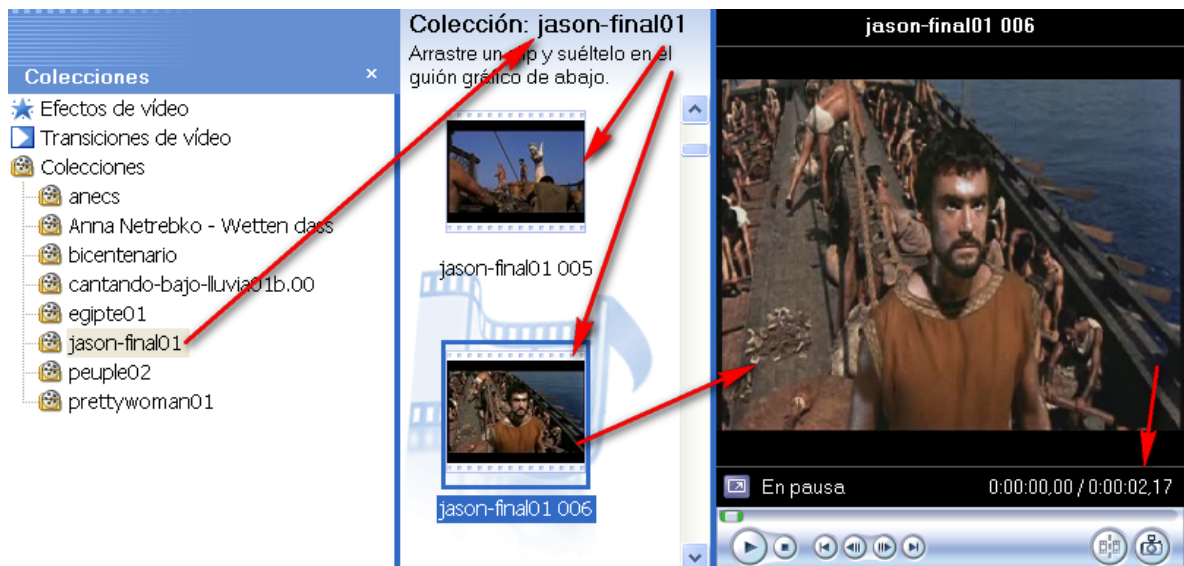 Colecciones
×
Efectos de vídeo
Transiciones de vídeo
Colecciones
anecs
Anna Netrebko - Wetten dass
bicentenario
cantando-bajo-lluvia01b.00
egipte01
jason-final01
peuple02
prettywoman01
Colección: jason-final01
Arrastre un clip y suéltelo en el
guión gráfico de abajo.
jason-final01 005
jason-final01 006
jason-final01 006
En pausa
0:00:00,00 / 0:00:02,17